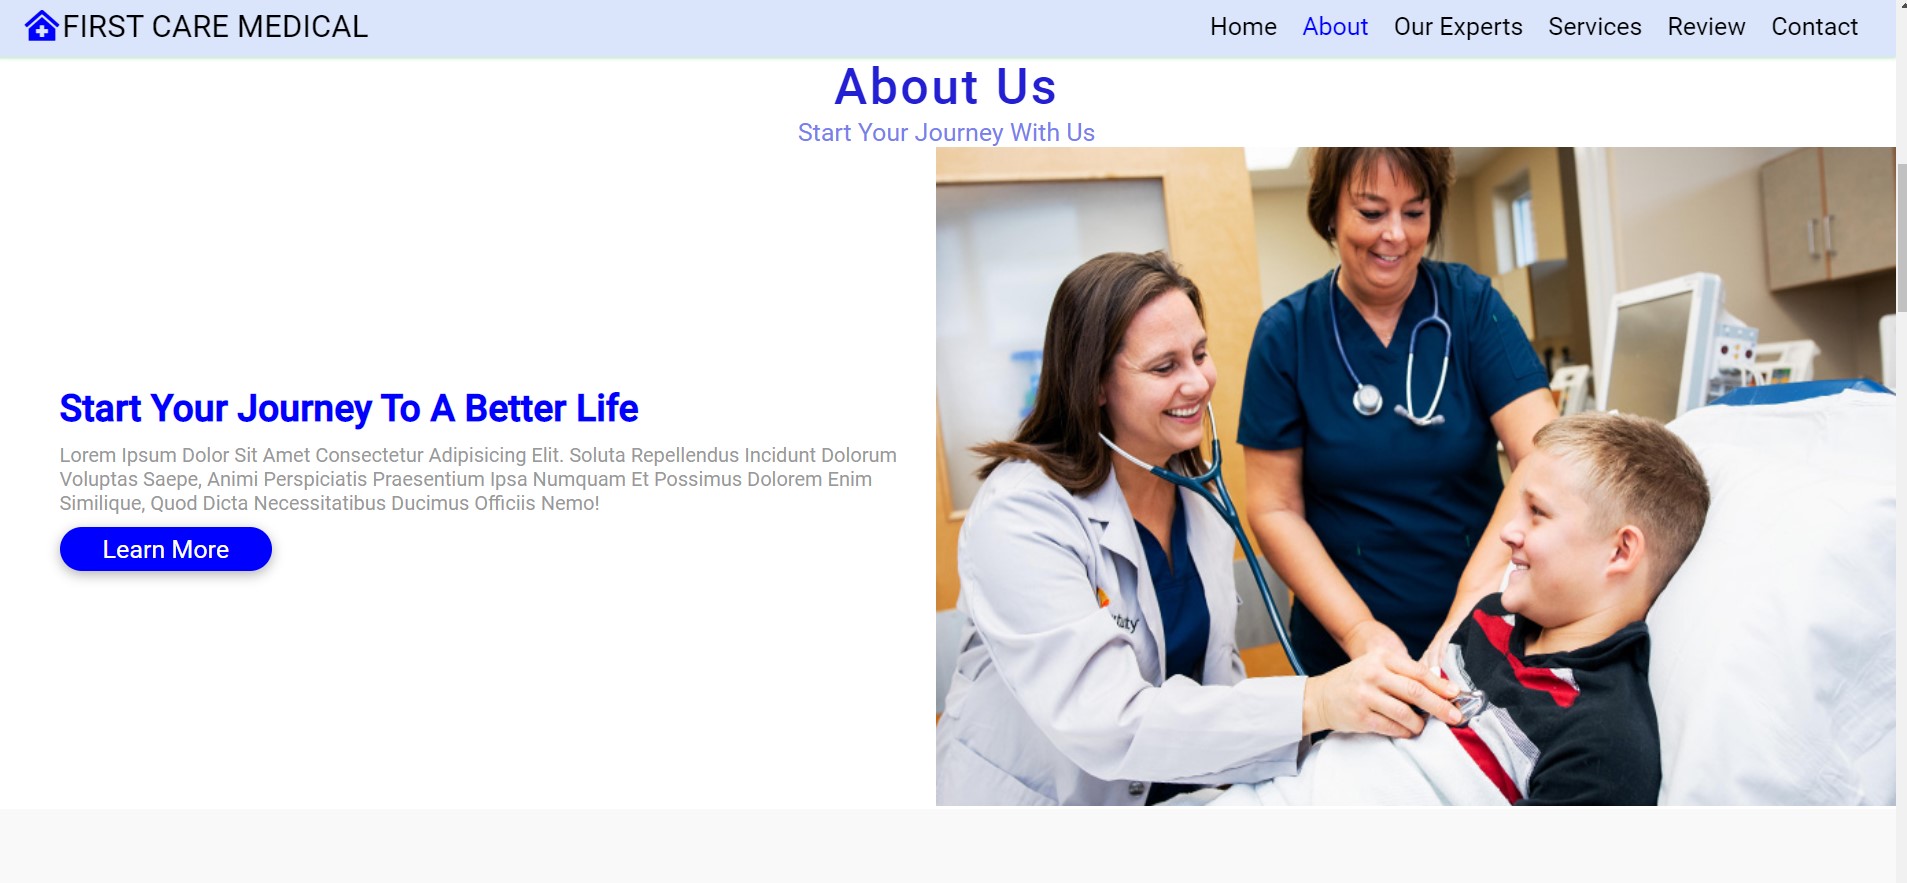 FIRST CARE MEDICAL
Home About Our Experts Services Review Contact
About Us
Start Your Journey With Us
Start Your Journey To A Better Life
Lorem Ipsum Dolor Sit Amet Consectetur Adipisicing Elit. Soluta Repellendus Incidunt Dolorum
Voluptas Saepe, Animi Perspiciatis Praesentium Ipsa Numquam Et Possimus Dolorem Enim
Similique, Quod Dicta Necessitatibus Ducimus Officiis Nemo!
Learn More